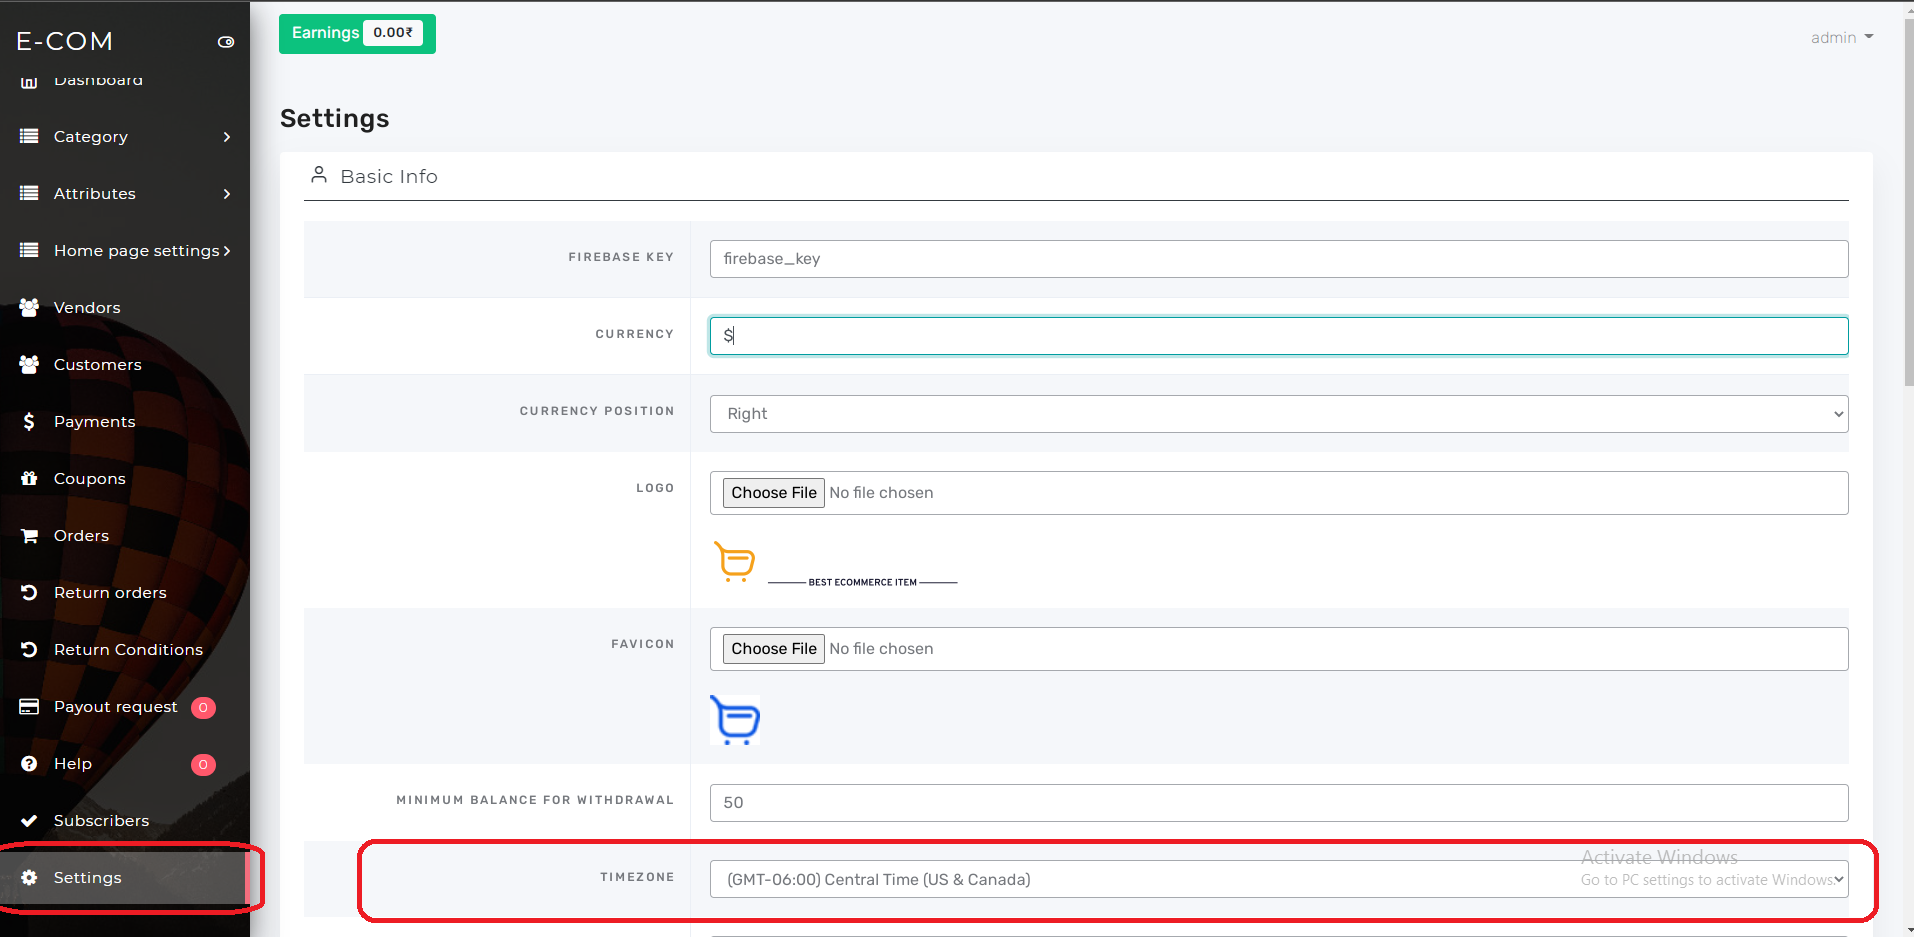 E-COM
Dashboard
Category
Attributes
Home page settings
Vendors
Customers
Payments
Coupons
Orders
Return orders
Return Conditions
Payout request 0
Help 0
Subscribers
Settings
Earnings 0.00₹
admin
Settings
Basic Info
FIREBASE KEY
firebase_key
CURRENCY
$
CURRENCY POSITION
Right
LOGO
Choose File No file chosen
BEST ECOMMERCE ITEM
FAVICON
Choose File No file chosen
MINIMUM BALANCE FOR WITHDRAWAL
50
TIMEZONE
(GMT-06:00) Central Time (US & Canada)
Activate Windows
Go to PC settings to activate Windows.